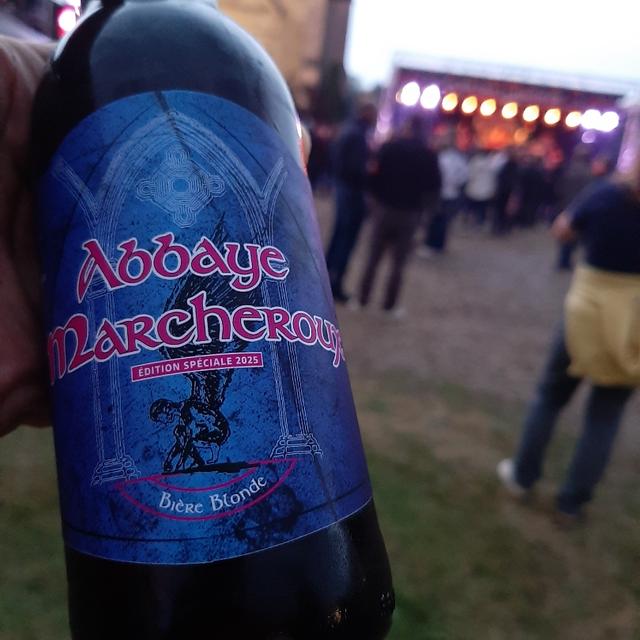 Abbaye
Marcheroux
ÉDITION SPÉCIALE 2025
Bière Blonde